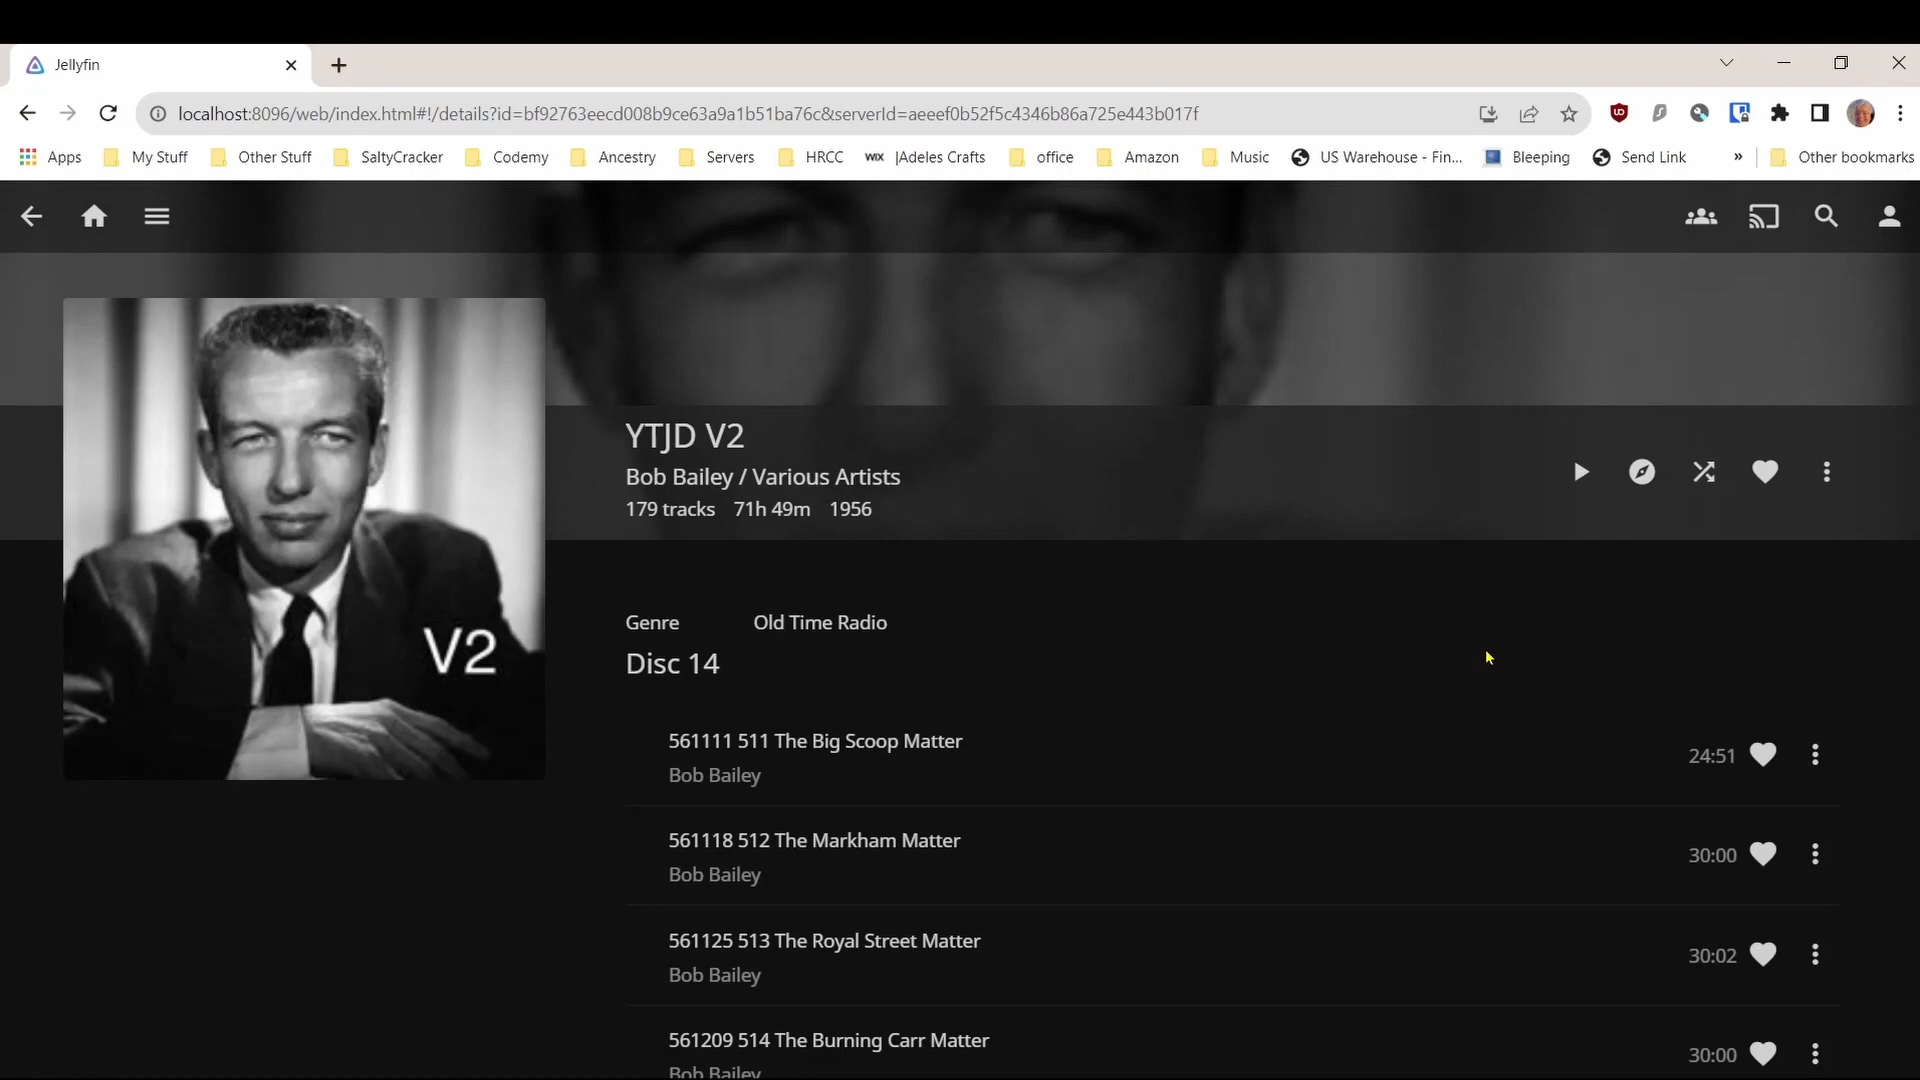 Jellyfin
localhost:8096/web/index.html#!/details?id=bf92763eecd008b9ce63a9a1b51ba76c&serverId=aeeef0b52f5c4346b86a725e443b017f
Apps My Stuff Other Stuff SaltyCracker Codemy Ancestry Servers HRCC WIX |Adeles Crafts office Amazon Music US Warehouse - Fin... Bleeping Send Link » Other bookmarks
YTJD V2
Bob Bailey / Various Artists
179 tracks 71h 49m 1956
V2
Genre Old Time Radio
Disc 14
561111 511 The Big Scoop Matter
Bob Bailey
24:51
561118 512 The Markham Matter
Bob Bailey
30:00
561125 513 The Royal Street Matter
Bob Bailey
30:02
561209 514 The Burning Carr Matter
Bob Bailey
30:00